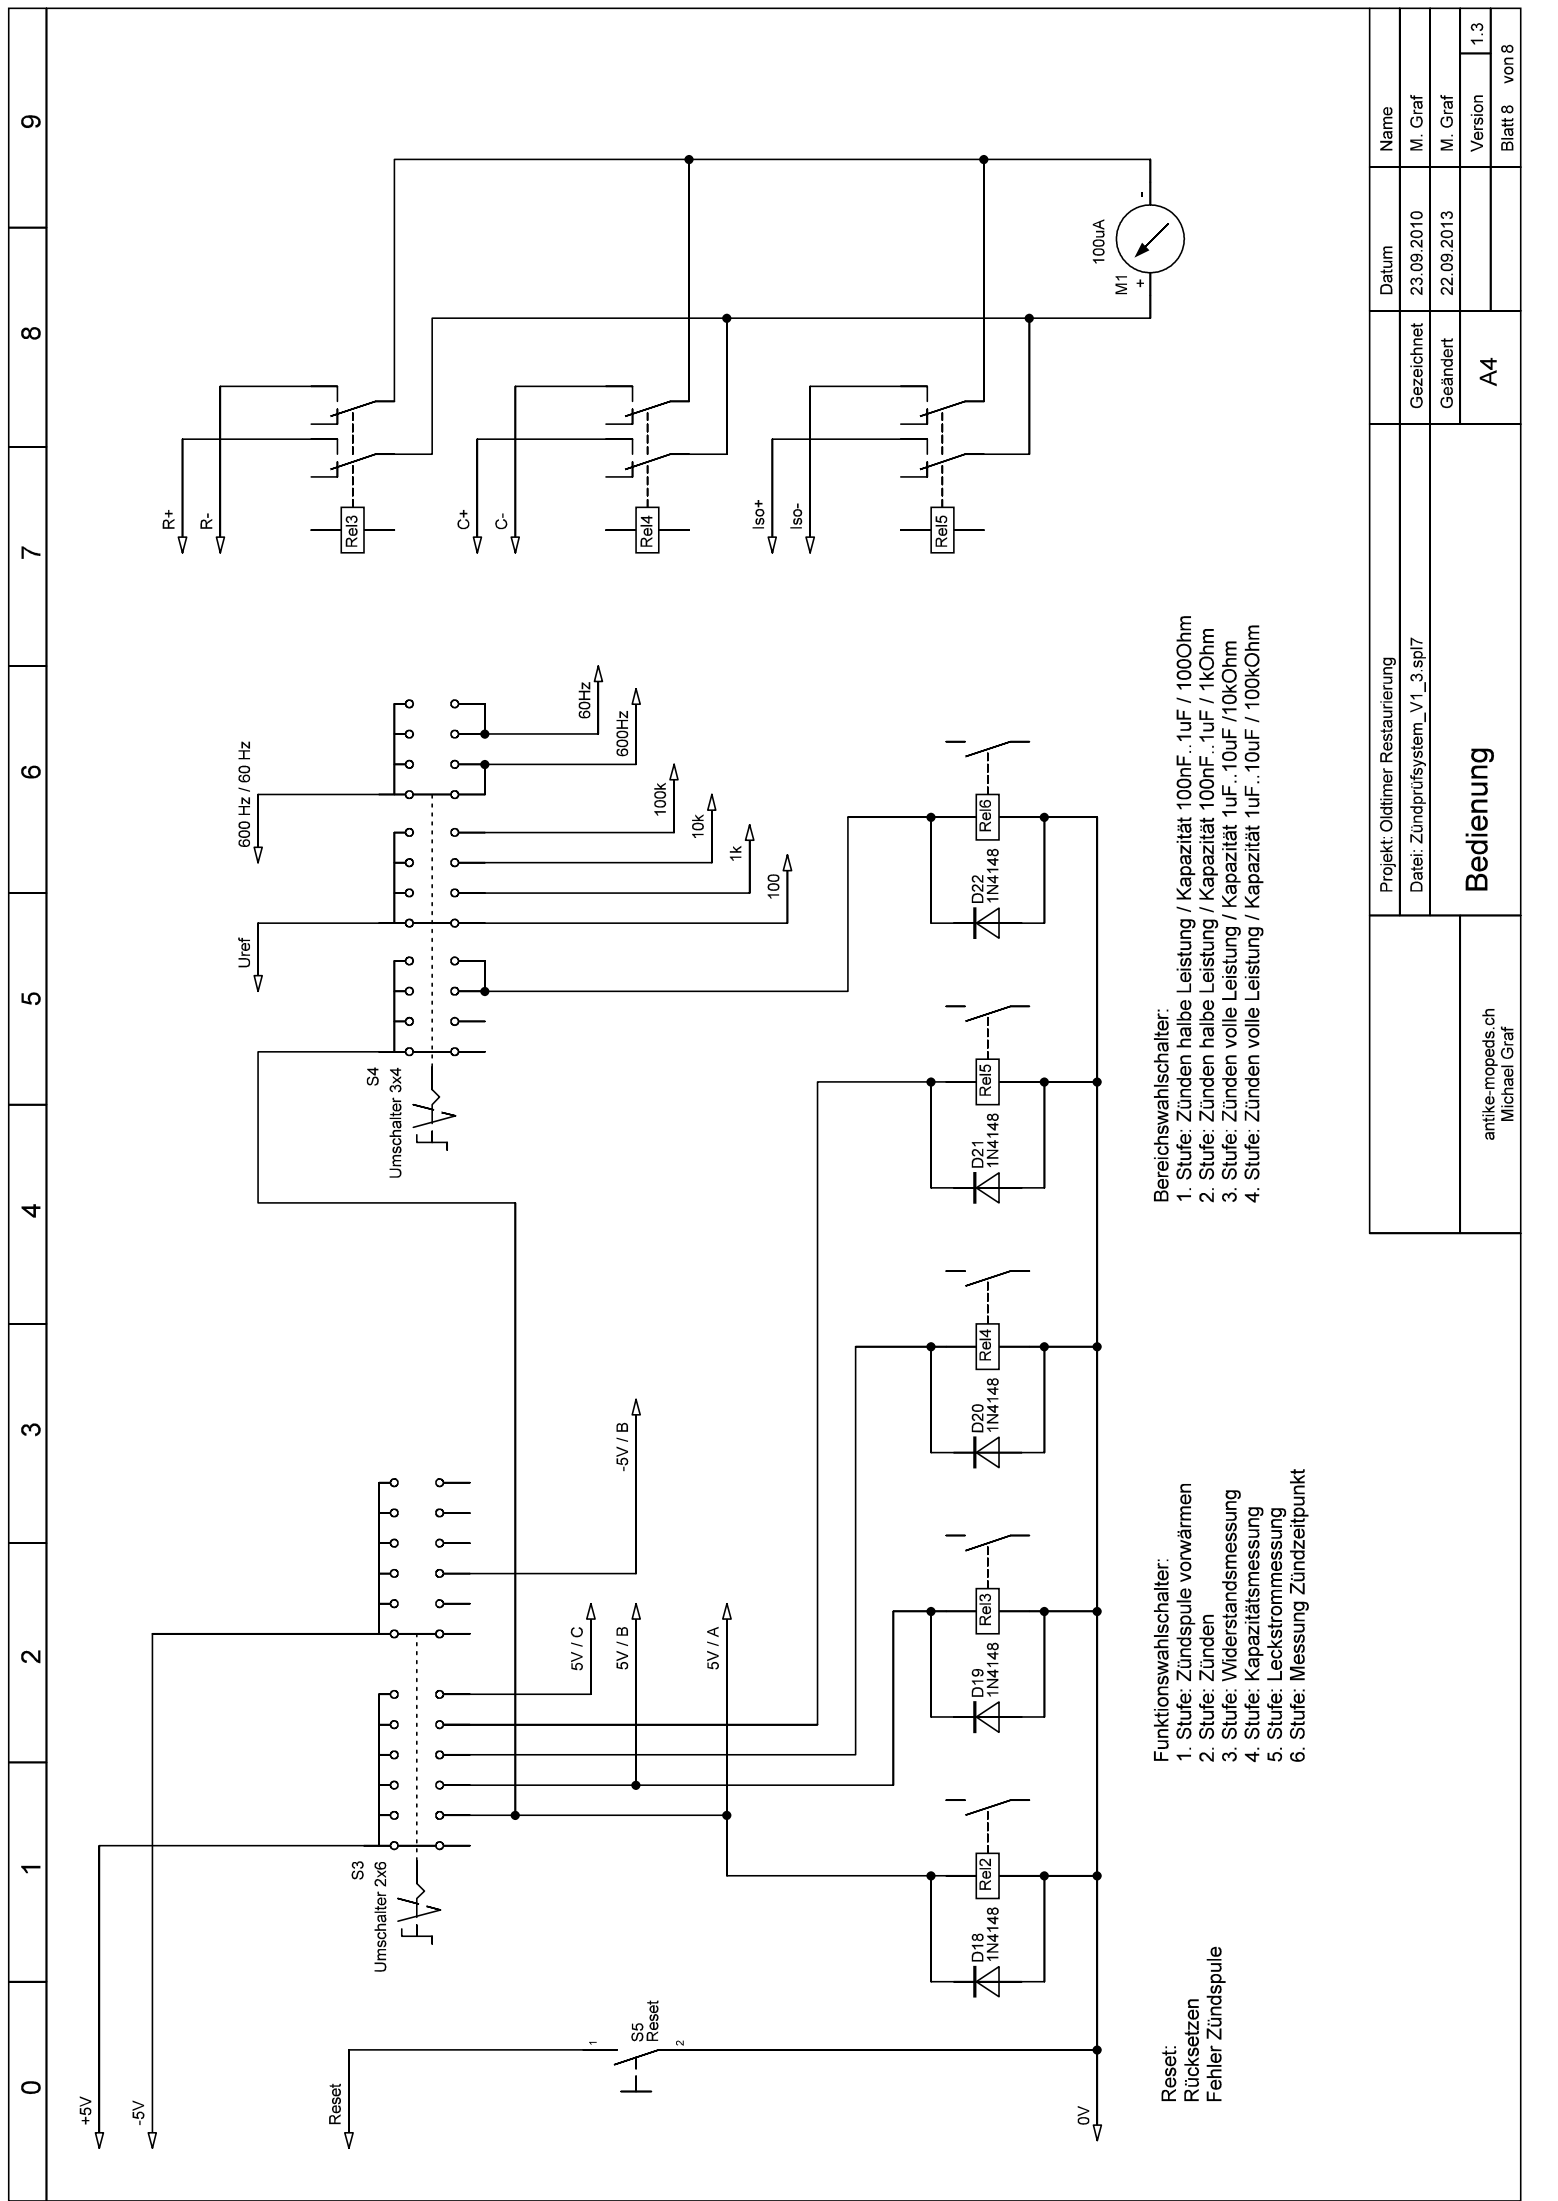 0
1
2
3
4
5
6
7
8
9
+5V
-5V
Reset
0V
S5
Reset
1
2
S3
Umschalter 2x6
5V / C
5V / B
5V / A
-5V / B
S4
Umschalter 3x4
Uref
600 Hz / 60 Hz
100
1k
10k
100k
600Hz
60Hz
R+
R-
Rel3
C+
C-
Rel4
Iso+
Iso-
Rel5
M1
100uA
+
-
D18
1N4148
Rel2
D19
1N4148
Rel3
D20
1N4148
Rel4
D21
1N4148
Rel5
D22
1N4148
Rel6
Reset:
Rücksetzen
Fehler Zündspule
Funktionswahlschalter:
1. Stufe: Zündspule vorwärmen
2. Stufe: Zünden
3. Stufe: Widerstandsmessung
4. Stufe: Kapazitätsmessung
5. Stufe: Leckstrommessung
6. Stufe: Messung Zündzeitpunkt
Bereichswahlschalter:
1. Stufe: Zünden halbe Leistung / Kapazität 100nF..1uF / 100Ohm
2. Stufe: Zünden halbe Leistung / Kapazität 100nF..1uF / 1kOhm
3. Stufe: Zünden volle Leistung / Kapazität 1uF..10uF /10kOhm
4. Stufe: Zünden volle Leistung / Kapazität 1uF..10uF / 100kOhm
antike-mopeds.ch
Michael Graf
Projekt: Oldtimer Restaurierung
Datei: Zündprüfsystem_V1_3.spl7
Bedienung
Datum
Name
Gezeichnet
23.09.2010
M. Graf
Geändert
22.09.2013
M. Graf
A4
Version
1.3
Blatt 8 von 8